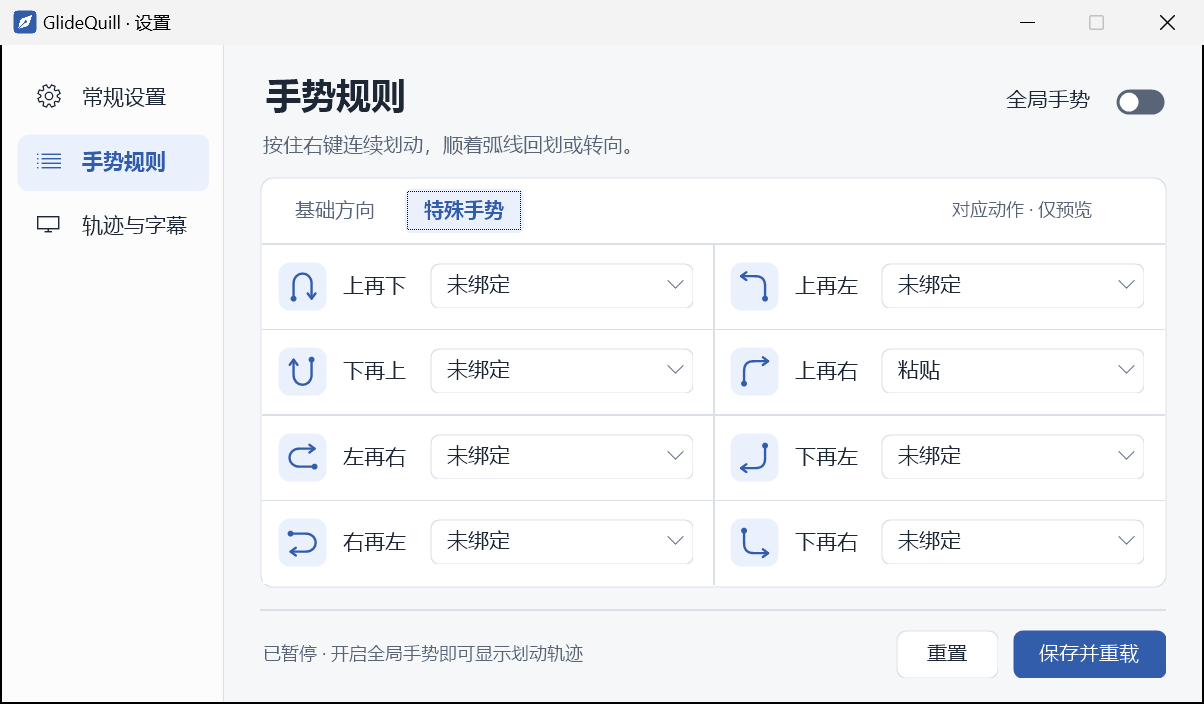 GlideQuill · 设置
常规设置
手势规则
轨迹与字幕
手势规则
全局手势
按住右键连续划动，顺着弧线回划或转向。
基础方向 特殊手势 对应动作 · 仅预览
上再下 未绑定 上再左 未绑定
下再上 未绑定 上再右 粘贴
左再右 未绑定 下再左 未绑定
右再左 未绑定 下再右 未绑定
已暂停 · 开启全局手势即可显示划动轨迹 重置 保存并重载